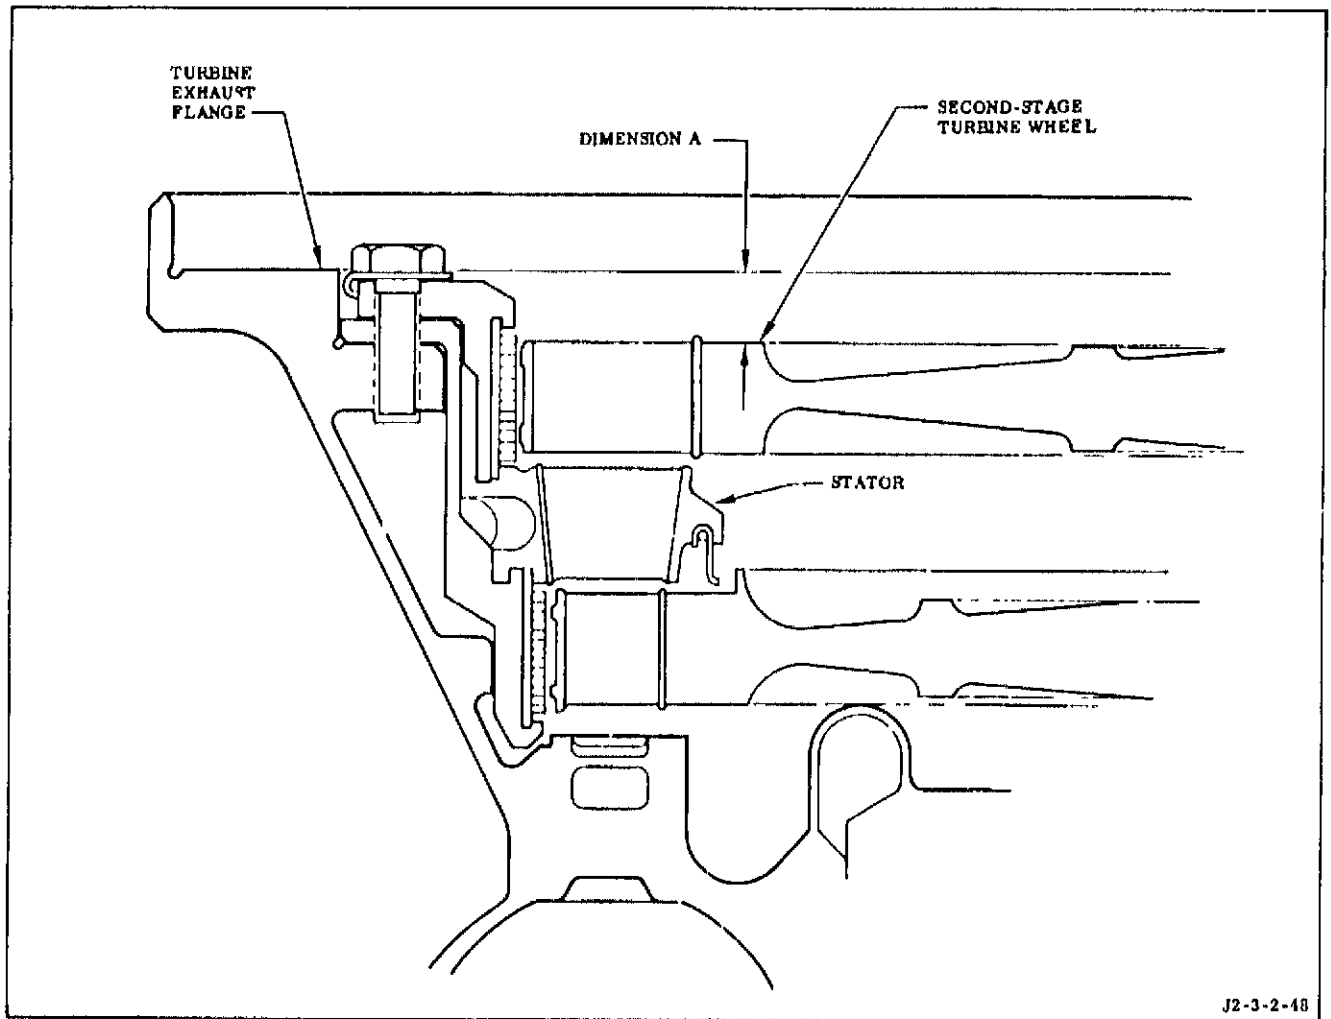 TURBINE
EXHAUST
FLANGE
DIMENSION A
SECOND-STAGE
TURBINE WHEEL
STATOR
J2-3-2-48